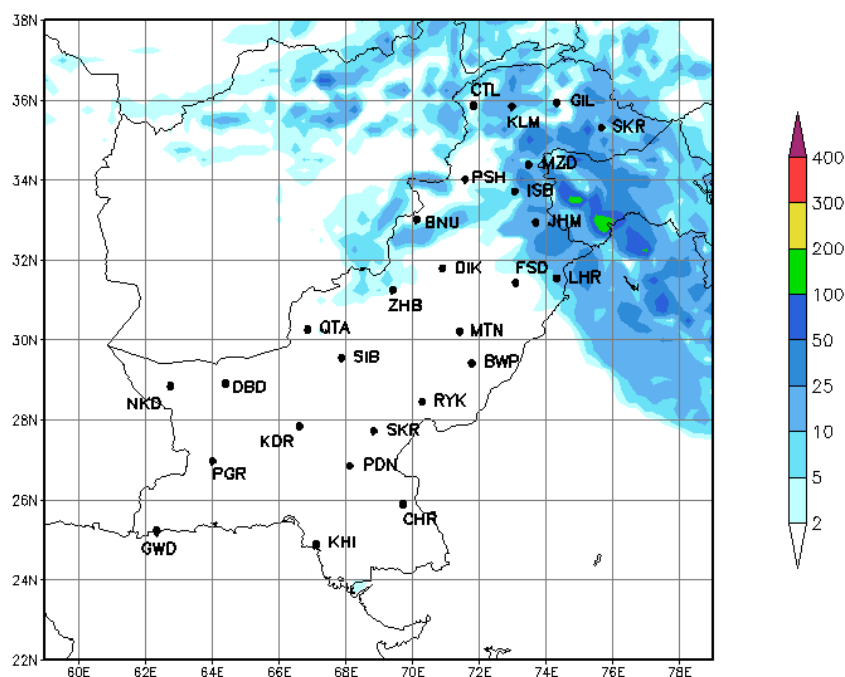 38N
36N
34N
32N
30N
28N
26N
24N
22N
60E 62E 64E 66E 68E 70E 72E 74E 76E 78E
CTL
GIL
KLM
SKR
MZD
PSH
ISB
BNU
JHM
DIK
FSD
LHR
ZHB
QTA
MTN
SIB
BWP
DBD
NKD
RYK
SKR
KDR
PDN
PGR
CHR
KHI
GWD
400
300
200
100
50
25
10
5
2